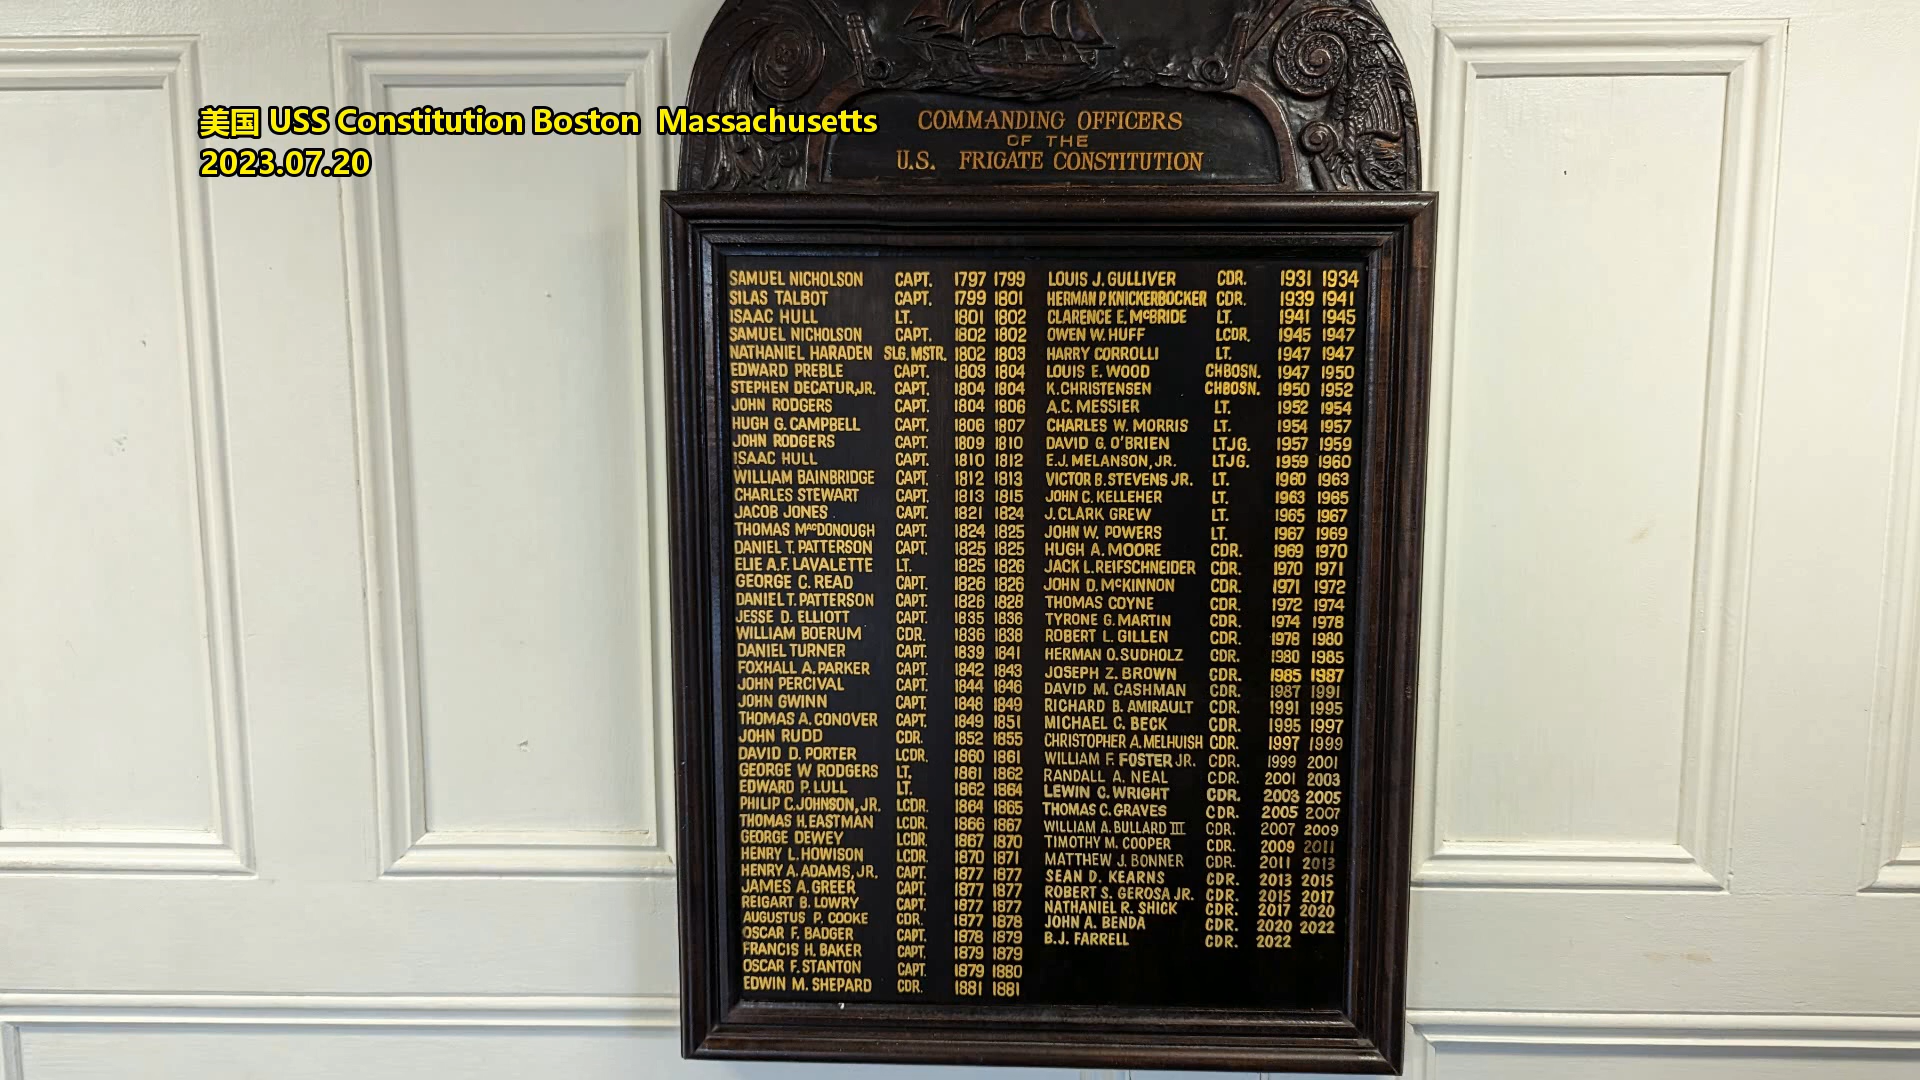 美国 USS Constitution Boston Massachusetts
2023.07.20
COMMANDING OFFICERS
OF THE
U.S. FRIGATE CONSTITUTION
SAMUEL NICHOLSON CAPT. 1797 1799
SILAS TALBOT CAPT. 1799 1801
ISAAC HULL LT. 1801 1802
SAMUEL NICHOLSON CAPT. 1802 1802
NATHANIEL HARADEN SLG. MSTR. 1802 1803
EDWARD PREBLE CAPT. 1803 1804
STEPHEN DECATUR, JR. CAPT. 1804 1804
JOHN RODGERS CAPT. 1804 1806
HUGH G. CAMPBELL CAPT. 1806 1807
JOHN RODGERS CAPT. 1809 1810
ISAAC HULL CAPT. 1810 1812
WILLIAM BAINBRIDGE CAPT. 1812 1813
CHARLES STEWART CAPT. 1813 1815
JACOB JONES CAPT. 1821 1824
THOMAS MACDONOUGH CAPT. 1824 1825
DANIEL T. PATTERSON CAPT. 1825 1825
ELIE A.F. LAVALETTE LT. 1825 1826
GEORGE C. READ CAPT. 1826 1826
DANIEL T. PATTERSON CAPT. 1826 1828
JESSE D. ELLIOTT CAPT. 1835 1836
WILLIAM BOERUM CDR. 1836 1838
DANIEL TURNER CAPT. 1839 1841
FOXHALL A. PARKER CAPT. 1842 1843
JOHN PERCIVAL CAPT. 1844 1846
JOHN GWINN CAPT. 1848 1849
THOMAS A. CONOVER CAPT. 1849 1851
JOHN RUDD CDR. 1852 1855
DAVID D. PORTER LCDR. 1860 1861
GEORGE W RODGERS LT. 1861 1862
EDWARD P. LULL LT. 1862 1864
PHILIP C. JOHNSON, JR. LCDR. 1864 1865
THOMAS H. EASTMAN LCDR. 1866 1867
GEORGE DEWEY LCDR. 1867 1870
HENRY L. HOWISON LCDR. 1870 1871
HENRY A. ADAMS, JR. CAPT. 1877 1877
JAMES A. GREER CAPT. 1877 1877
REIGART B. LOWRY CAPT. 1877 1877
AUGUSTUS P. COOKE CDR. 1877 1878
OSCAR F. BADGER CAPT. 1878 1879
FRANCIS H. BAKER CAPT. 1879 1879
OSCAR F. STANTON CAPT. 1879 1880
EDWIN M. SHEPARD CDR. 1881 1881
LOUIS J. GULLIVER CDR. 1931 1934
HERMAN P. KNICKERBOCKER CDR. 1939 1941
CLARENCE E. McBRIDE LT. 1941 1945
OWEN W. HUFF LCDR. 1945 1947
HARRY CORROLLI LT. 1947 1947
LOUIS E. WOOD CHBOSN. 1947 1950
K. CHRISTENSEN CHBOSN. 1950 1952
A.C. MESSIER LT. 1952 1954
CHARLES W. MORRIS LT. 1954 1957
DAVID G. O'BRIEN LTJG. 1957 1959
E.J. MELANSON, JR. LTJG. 1959 1960
VICTOR B. STEVENS JR. LT. 1960 1963
JOHN C. KELLEHER LT. 1963 1965
J. CLARK GREW LT. 1965 1967
JOHN W. POWERS LT. 1967 1969
HUGH A. MOORE CDR. 1969 1970
JACK L. REIFSCHNEIDER CDR. 1970 1971
JOHN D. McKINNON CDR. 1971 1972
THOMAS COYNE CDR. 1972 1974
TYRONE G. MARTIN CDR. 1974 1978
ROBERT L. GILLEN CDR. 1978 1980
HERMAN O. SUDHOLZ CDR. 1980 1985
JOSEPH Z. BROWN CDR. 1985 1987
DAVID M. CASHMAN CDR. 1987 1991
RICHARD B. AMIRAULT CDR. 1991 1995
MICHAEL C. BECK CDR. 1995 1997
CHRISTOPHER A. MELHUISH CDR. 1997 1999
WILLIAM F. FOSTER JR. CDR. 1999 2001
RANDALL A. NEAL CDR. 2001 2003
LEWIN C. WRIGHT CDR. 2003 2005
THOMAS C. GRAVES CDR. 2005 2007
WILLIAM A. BULLARD III CDR. 2007 2009
TIMOTHY M. COOPER CDR. 2009 2011
MATTHEW J. BONNER CDR. 2011 2013
SEAN D. KEARNS CDR. 2013 2015
ROBERT S. GEROSA JR. CDR. 2015 2017
NATHANIEL R. SHICK CDR. 2017 2020
JOHN A. BENDA CDR. 2020 2022
B.J. FARRELL CDR. 2022